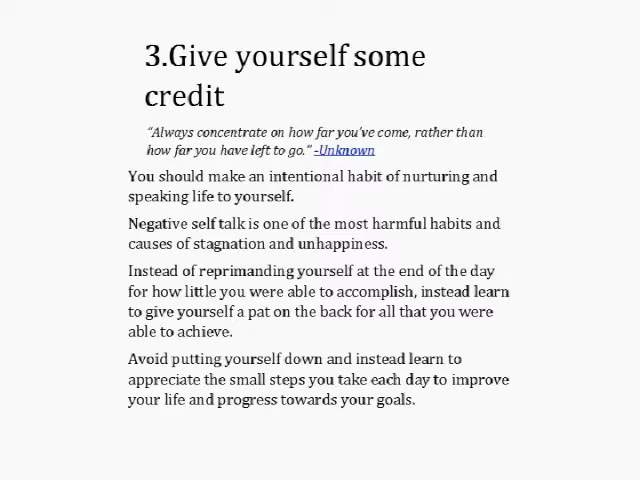 3.Give yourself some
credit
“Always concentrate on how far you’ve come, rather than
how far you have left to go.” -Unknown
You should make an intentional habit of nurturing and
speaking life to yourself.
Negative self talk is one of the most harmful habits and
causes of stagnation and unhappiness.
Instead of reprimanding yourself at the end of the day
for how little you were able to accomplish, instead learn
to give yourself a pat on the back for all that you were
able to achieve.
Avoid putting yourself down and instead learn to
appreciate the small steps you take each day to improve
your life and progress towards your goals.